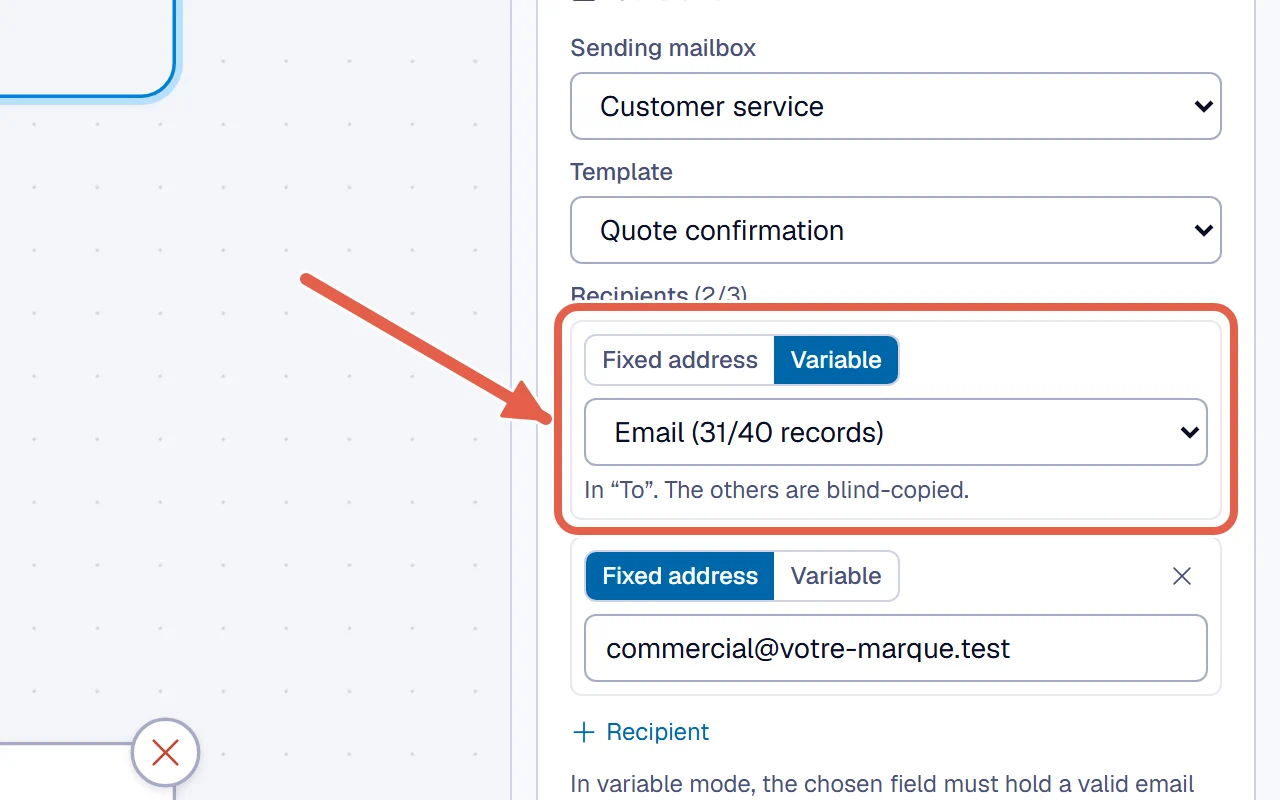 Sending mailbox
Customer service
Template
Quote confirmation
Recipients (2/3)
Fixed address Variable
Email (31/40 records)
In “To”. The others are blind-copied.
Fixed address Variable
commercial@votre-marque.test
Recipient
In variable mode, the chosen field must hold a valid email